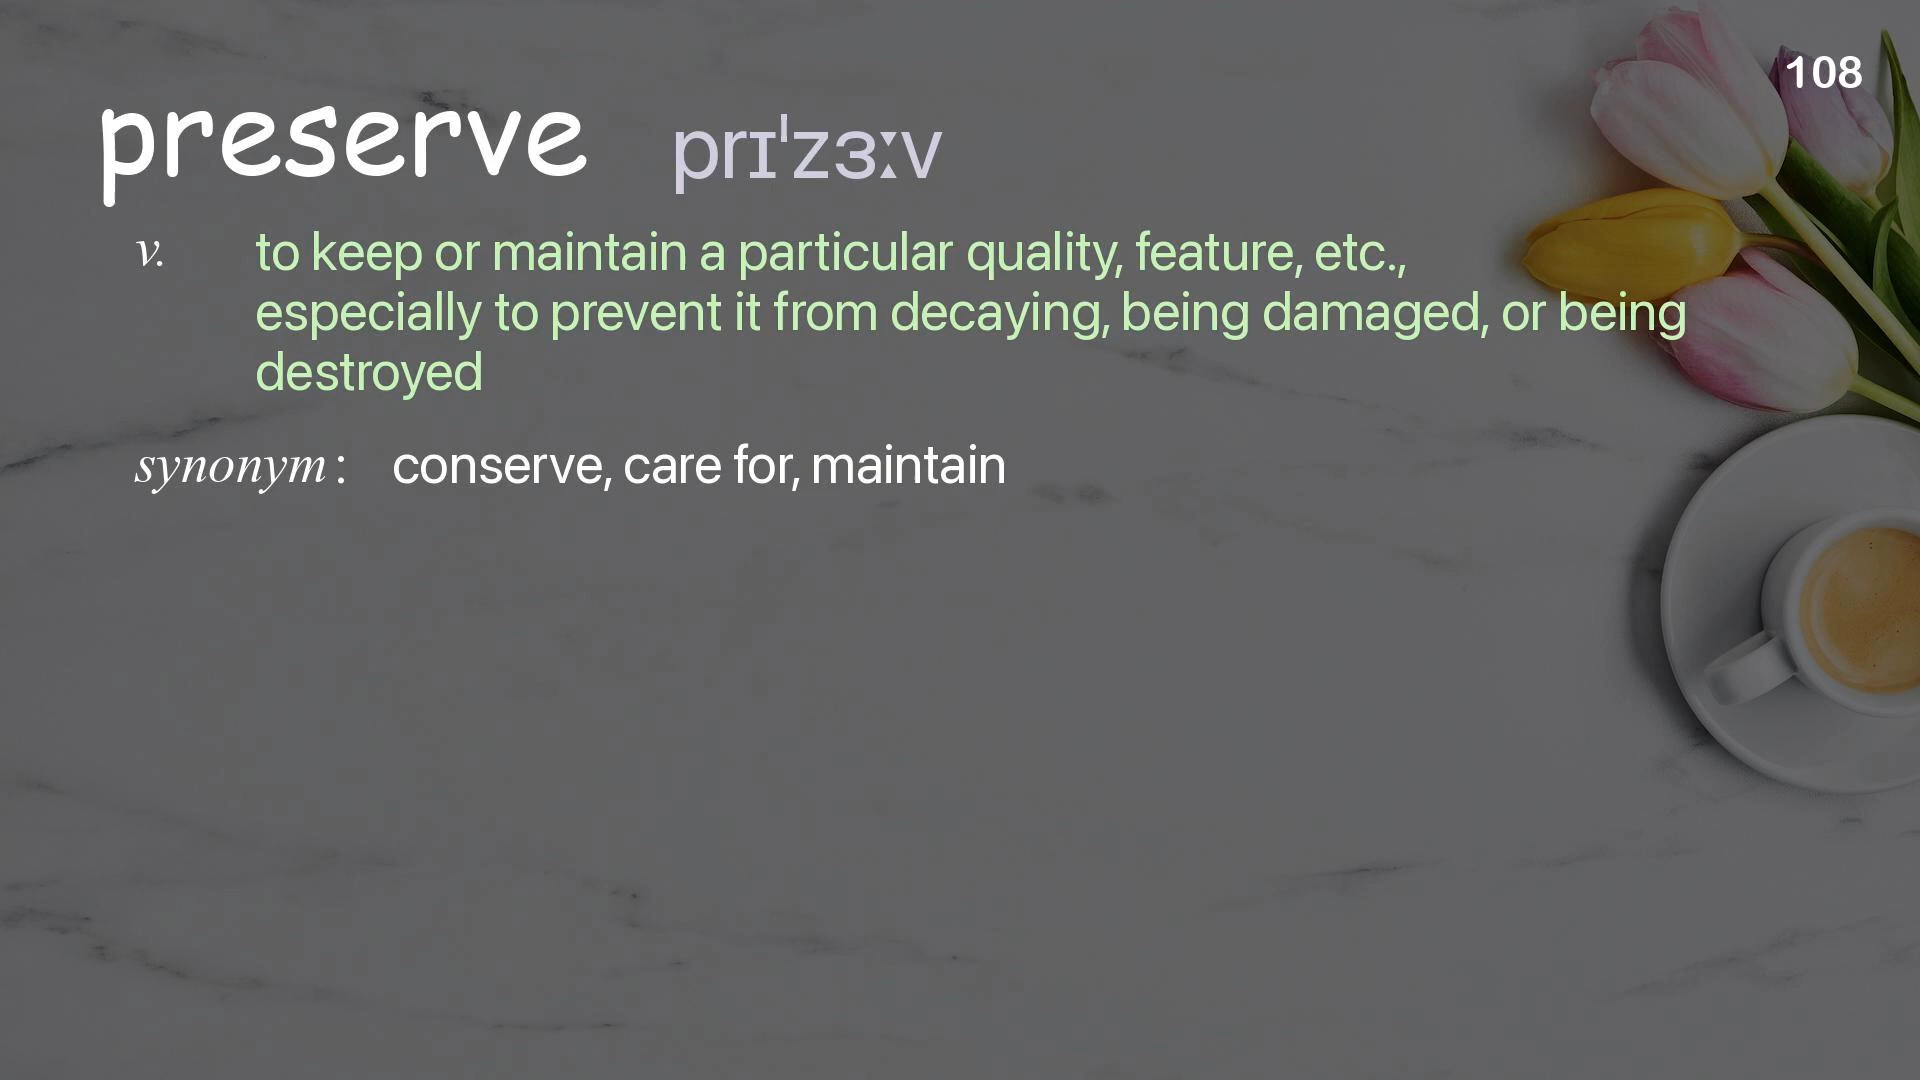 108
preserve prɪˈzɜːv
v. to keep or maintain a particular quality, feature, etc.,
especially to prevent it from decaying, being damaged, or being
destroyed
synonym : conserve, care for, maintain